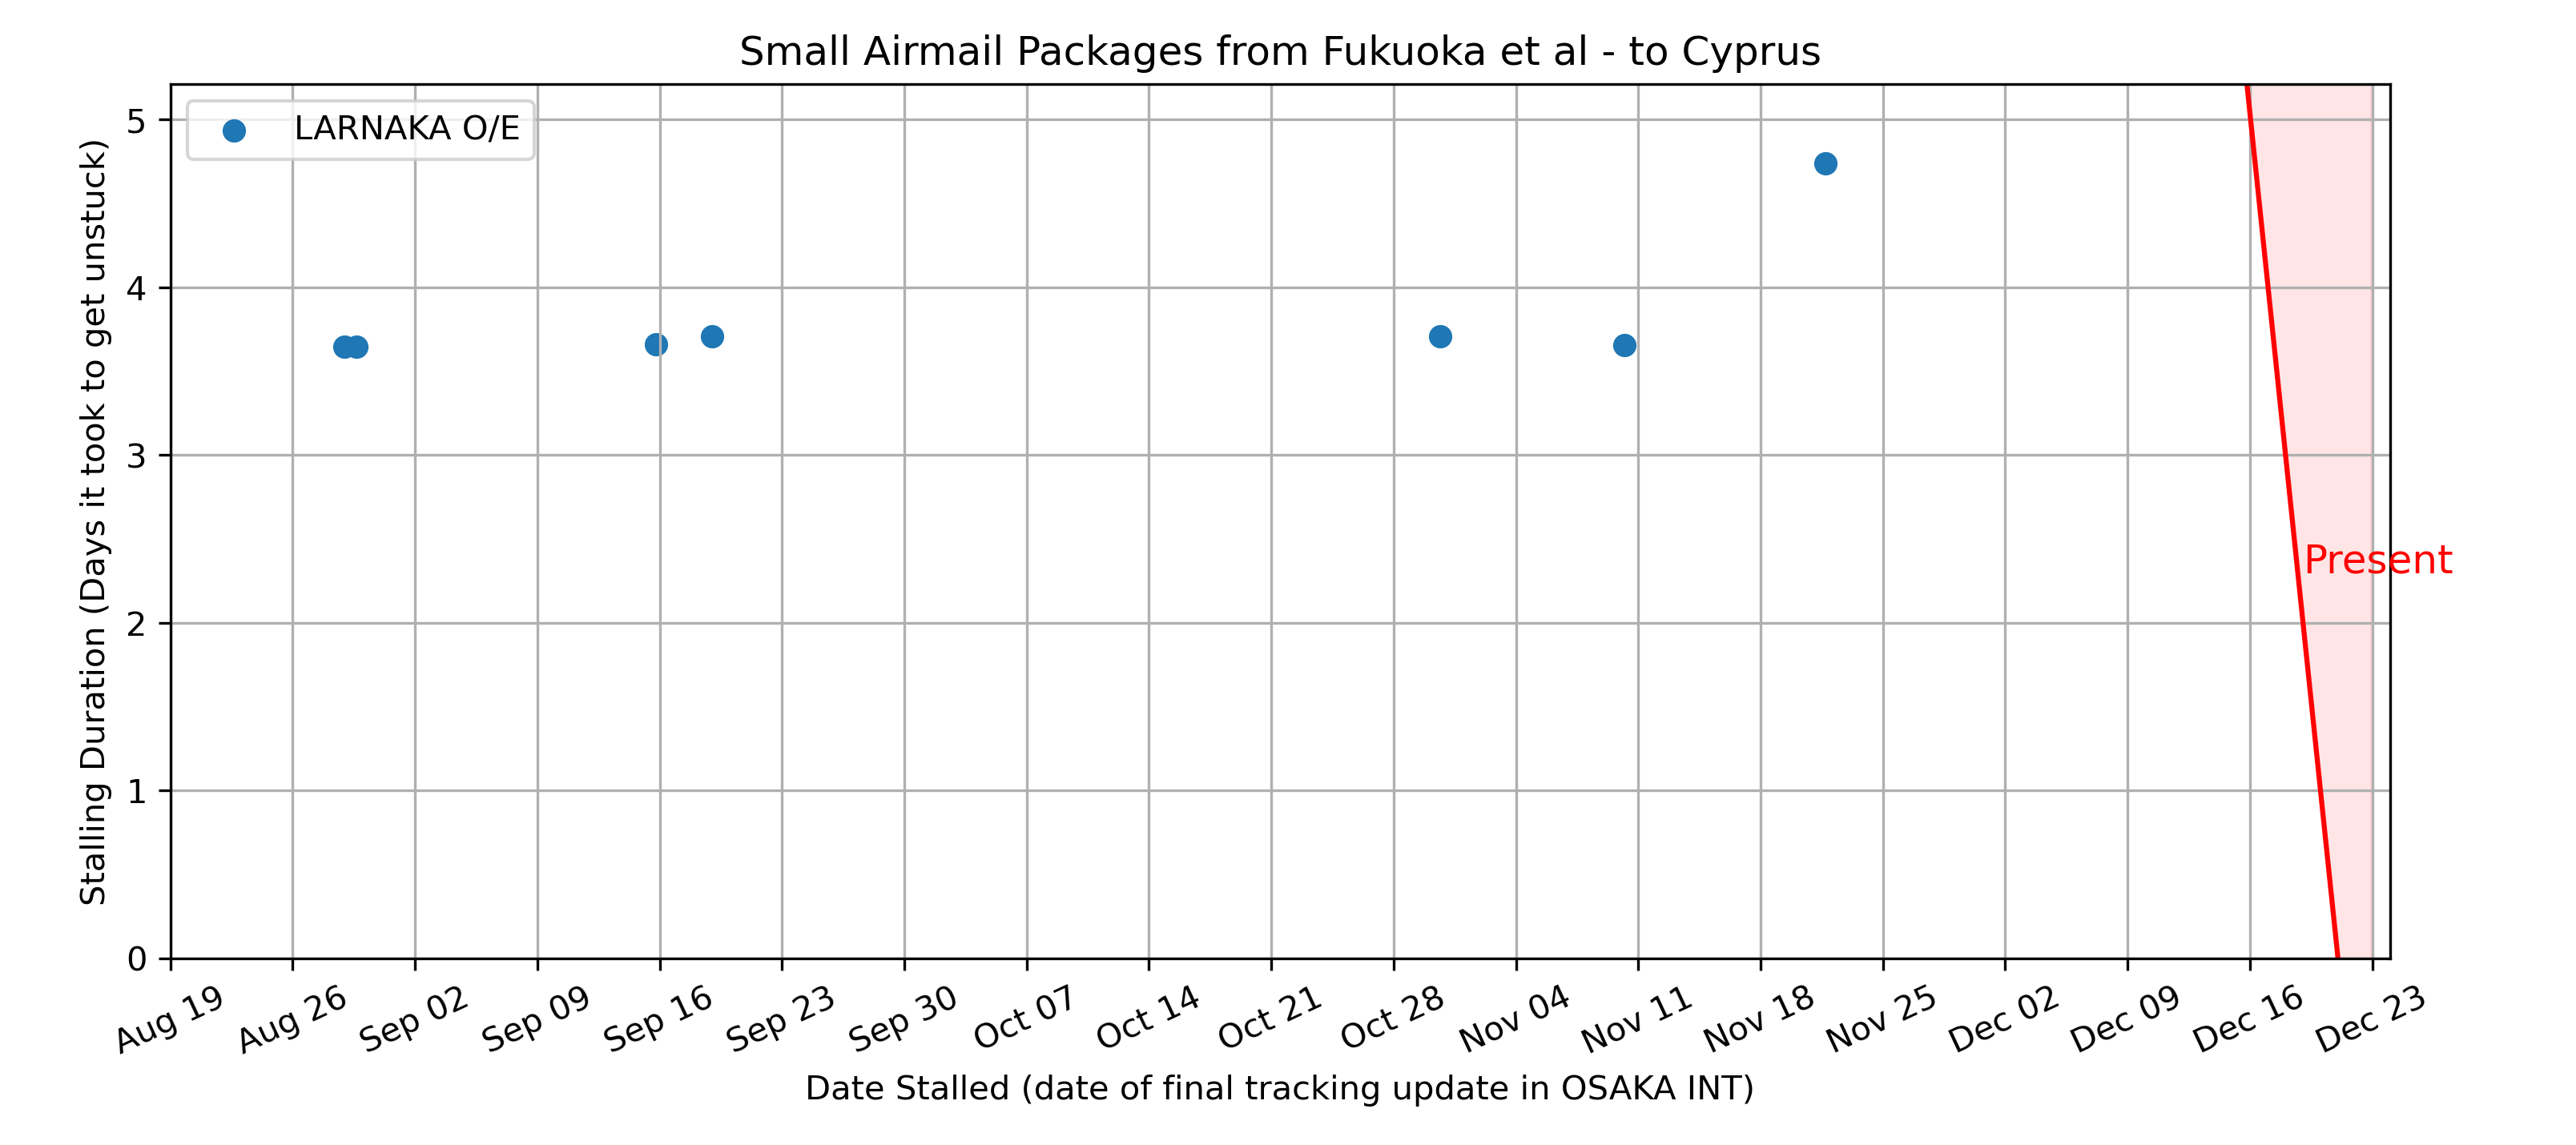 Small Airmail Packages from Fukuoka et al - to Cyprus
LARNAKA O/E
Stalling Duration (Days it took to get unstuck)
5
4
3
2
1
0
Present
Aug 19
Aug 26
Sep 02
Sep 09
Sep 16
Sep 23
Sep 30
Oct 07
Oct 14
Oct 21
Oct 28
Nov 04
Nov 11
Nov 18
Nov 25
Dec 02
Dec 09
Dec 16
Dec 23
Date Stalled (date of final tracking update in OSAKA INT)